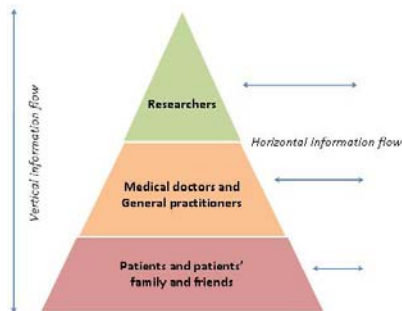 Vertical information flow
Researchers
Horizontal information flow
Medical doctors and
General practitioners
Patients and patients'
family and friends